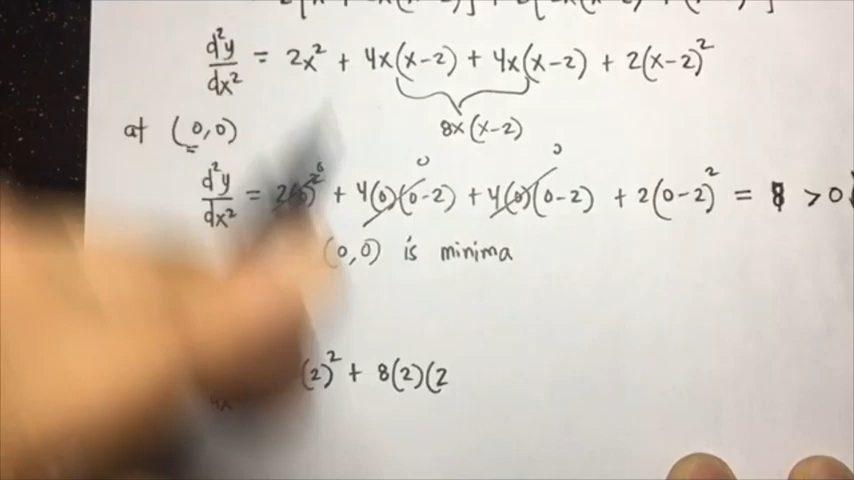 d²y/dx² = 2x² + 4x(x-2) + 4x(x-2) + 2(x-2)²
8x(x-2)
at (0,0)
d²y/dx² = 2(0)² + 4(0)(0-2) + 4(0)(0-2) + 2(0-2)² = 8 > 0
(0,0) is minima
(2)² + 8(2)(2